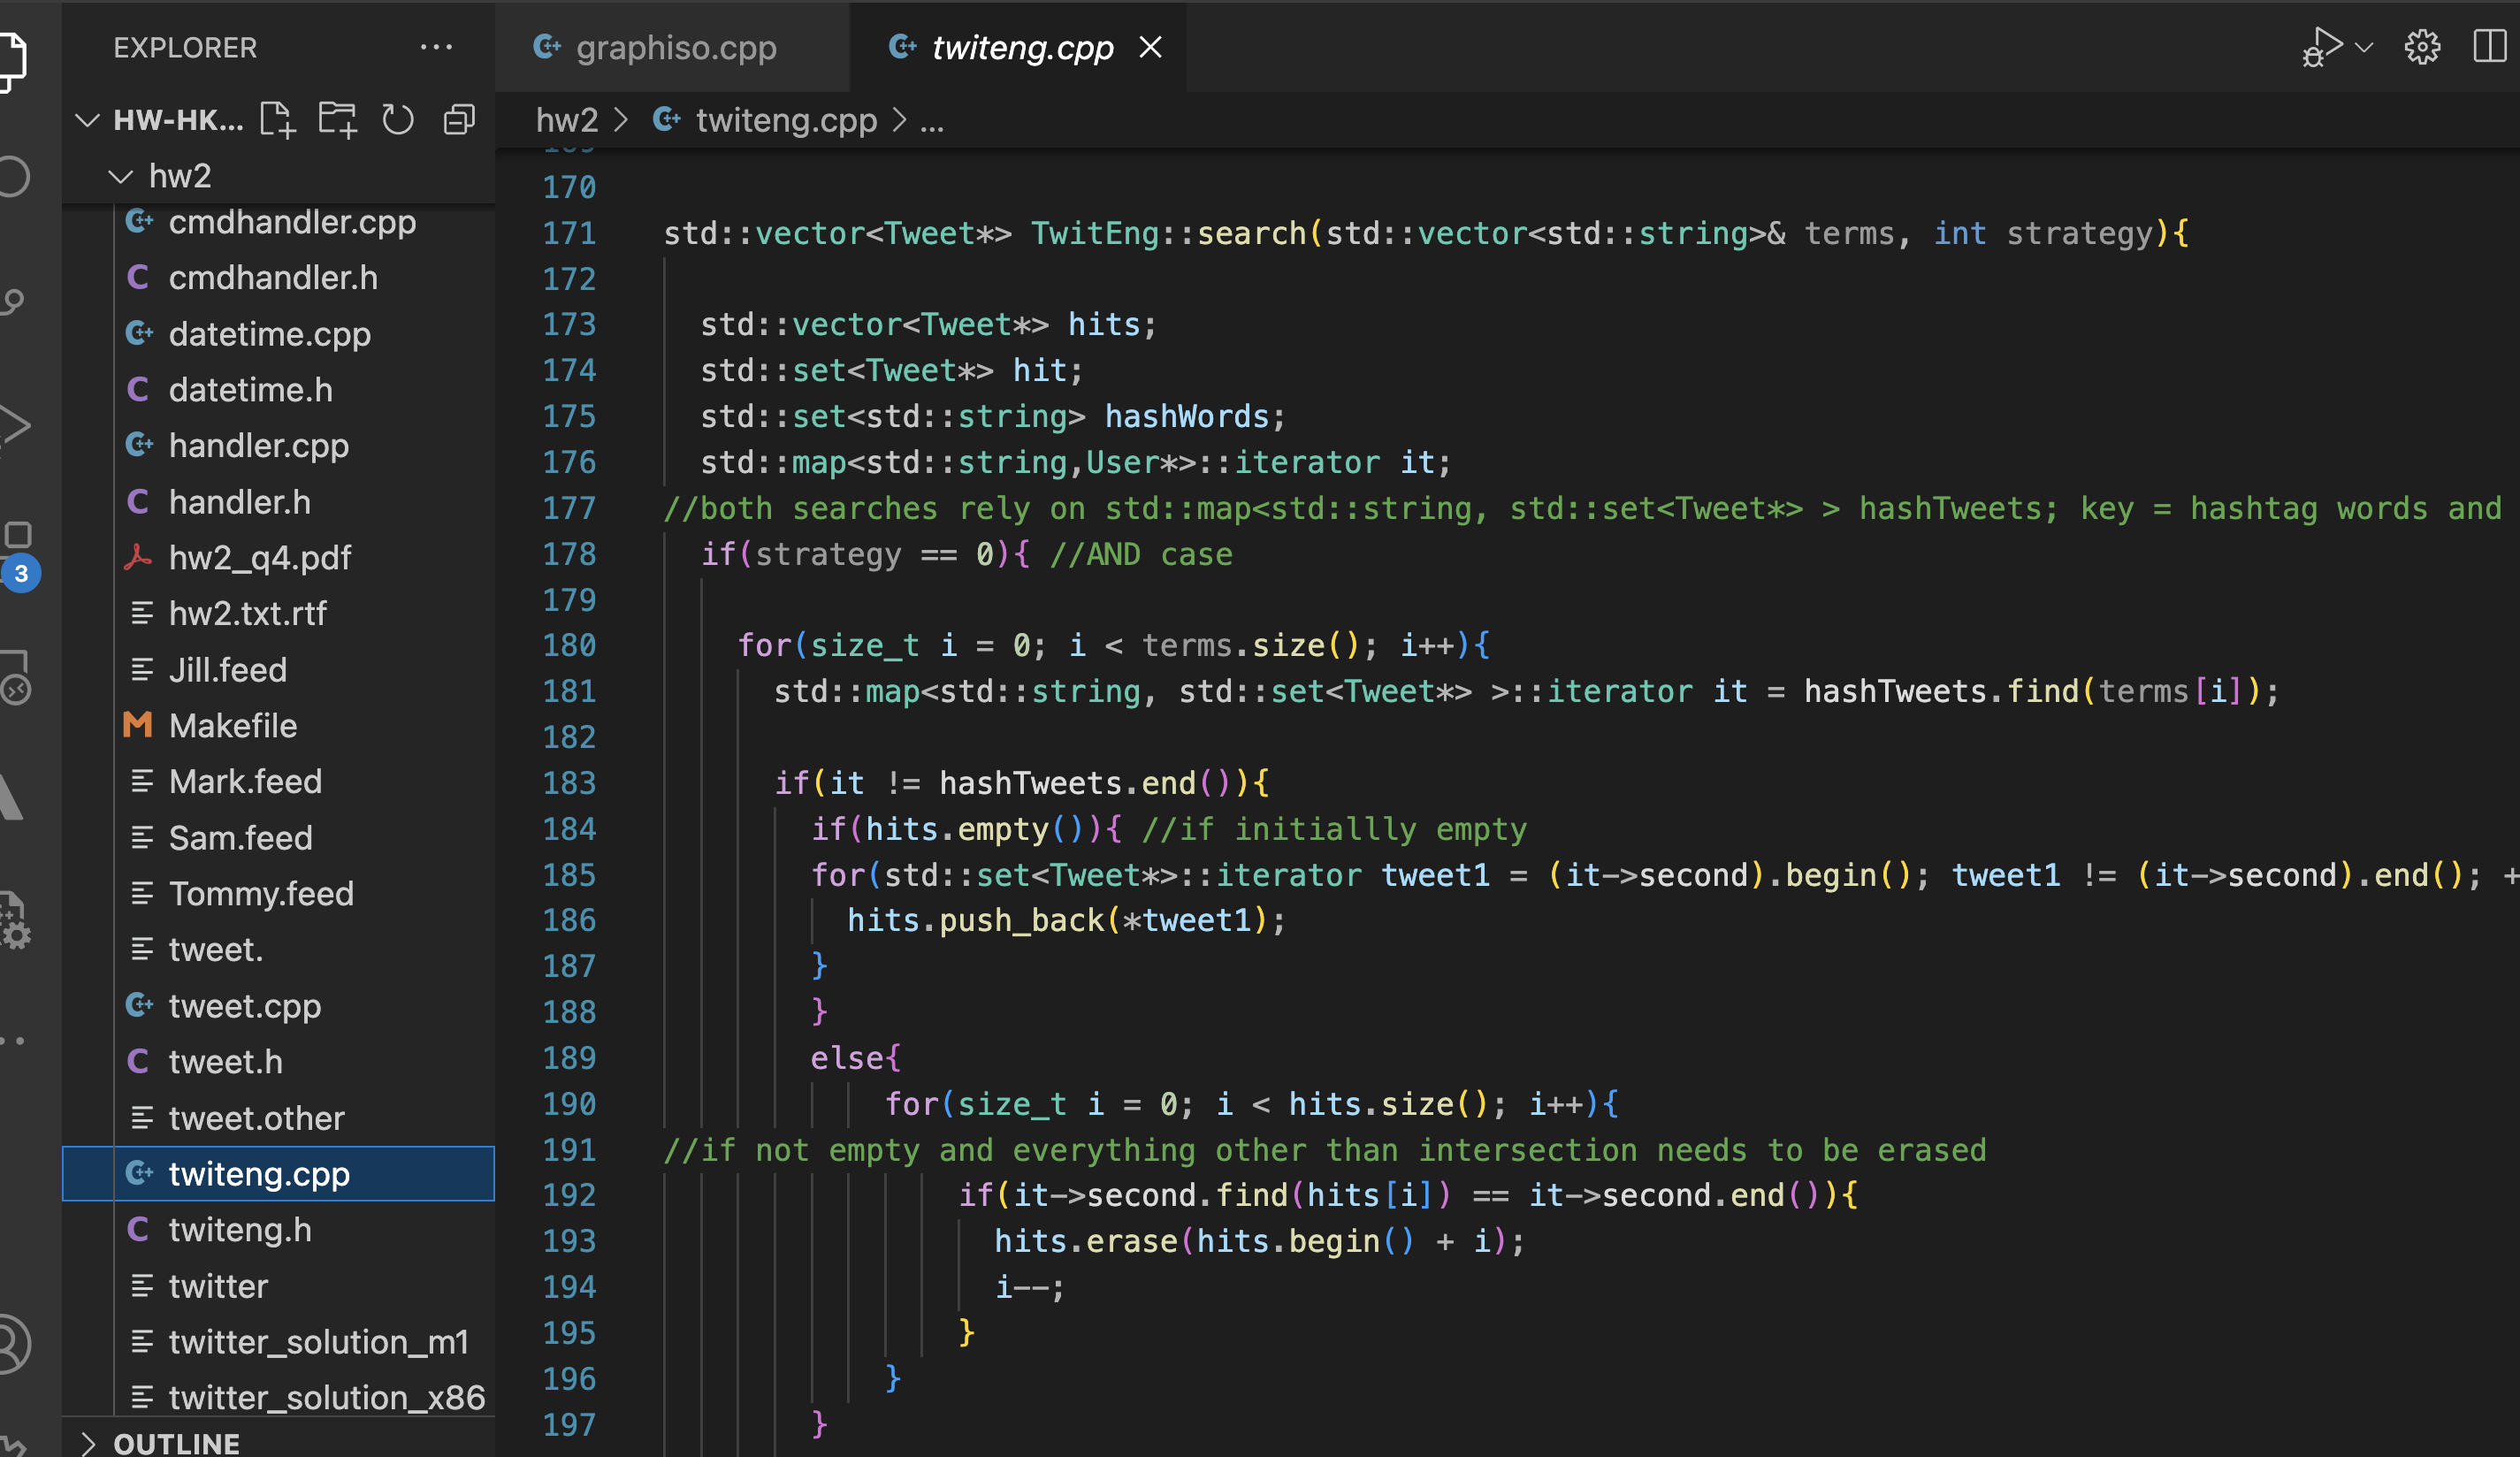 EXPLORER
HW-HK...
hw2
cmdhandler.cpp
cmdhandler.h
datetime.cpp
datetime.h
handler.cpp
handler.h
hw2_q4.pdf
hw2.txt.rtf
Jill.feed
Makefile
Mark.feed
Sam.feed
Tommy.feed
tweet.
tweet.cpp
tweet.h
tweet.other
twiteng.cpp
twiteng.h
twitter
twitter_solution_m1
twitter_solution_x86
OUTLINE
3
graphiso.cpp
twiteng.cpp
hw2 > twiteng.cpp > ...
169
170
171 std::vector<Tweet*> TwitEng::search(std::vector<std::string>& terms, int strategy){
172
173 std::vector<Tweet*> hits;
174 std::set<Tweet*> hit;
175 std::set<std::string> hashWords;
176 std::map<std::string,User*>::iterator it;
177 //both searches rely on std::map<std::string, std::set<Tweet*> > hashTweets; key = hashtag words and
178 if(strategy == 0){ //AND case
179
180 for(size_t i = 0; i < terms.size(); i++){
181 std::map<std::string, std::set<Tweet*> >::iterator it = hashTweets.find(terms[i]);
182
183 if(it != hashTweets.end()){
184 if(hits.empty()){ //if initiallly empty
185 for(std::set<Tweet*>::iterator tweet1 = (it->second).begin(); tweet1 != (it->second).end(); +
186 hits.push_back(*tweet1);
187 }
188 }
189 else{
190 for(size_t i = 0; i < hits.size(); i++){
191 //if not empty and everything other than intersection needs to be erased
192 if(it->second.find(hits[i]) == it->second.end()){
193 hits.erase(hits.begin() + i);
194 i--;
195 }
196 }
197 }